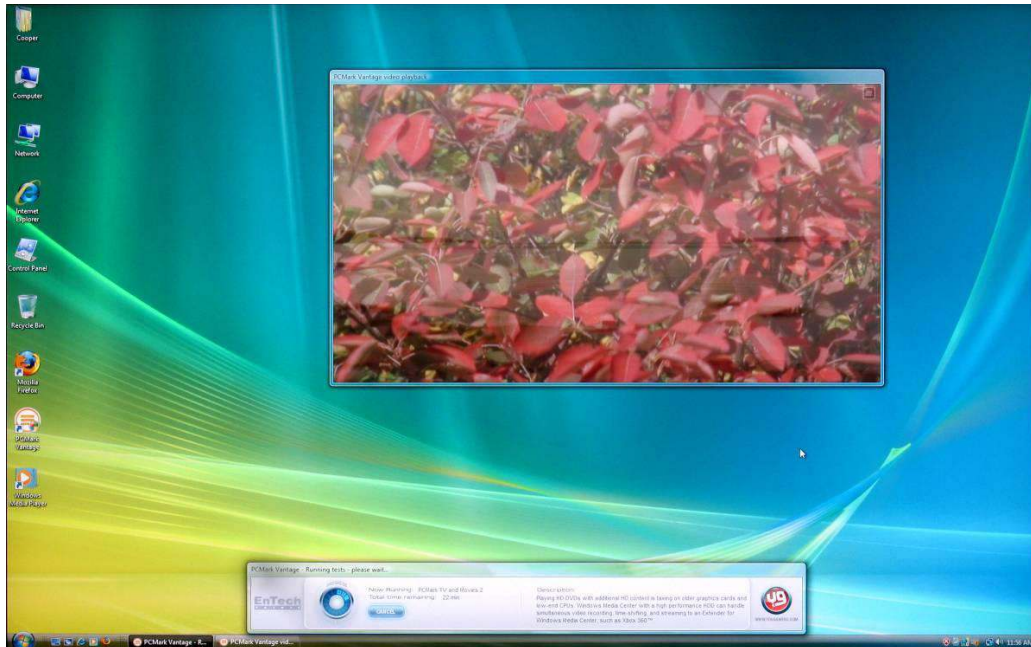 Cooper
Computer
Network
Internet
Explorer
Control Panel
Recycle Bin
Mozilla
Firefox
PCMark
Vantage
Windows
Media Player
PCMark Vantage video playback
PCMark Vantage - Running tests - please wait...
EnTech
Now Running: PCMark TV and Movies 2
Total time remaining: 22 min
CANCEL
Description:
Playing HD DVDs with additional HD content is taxing on older graphics cards and
low-end CPUs. Windows Media Center with a high performance HDD can handle
simultaneous video recording, time-shifting, and streaming to an Extender for
Windows Media Center, such as Xbox 360™
YG
PCMark Vantage - R...
PCMark Vantage vid...
11:56 AM